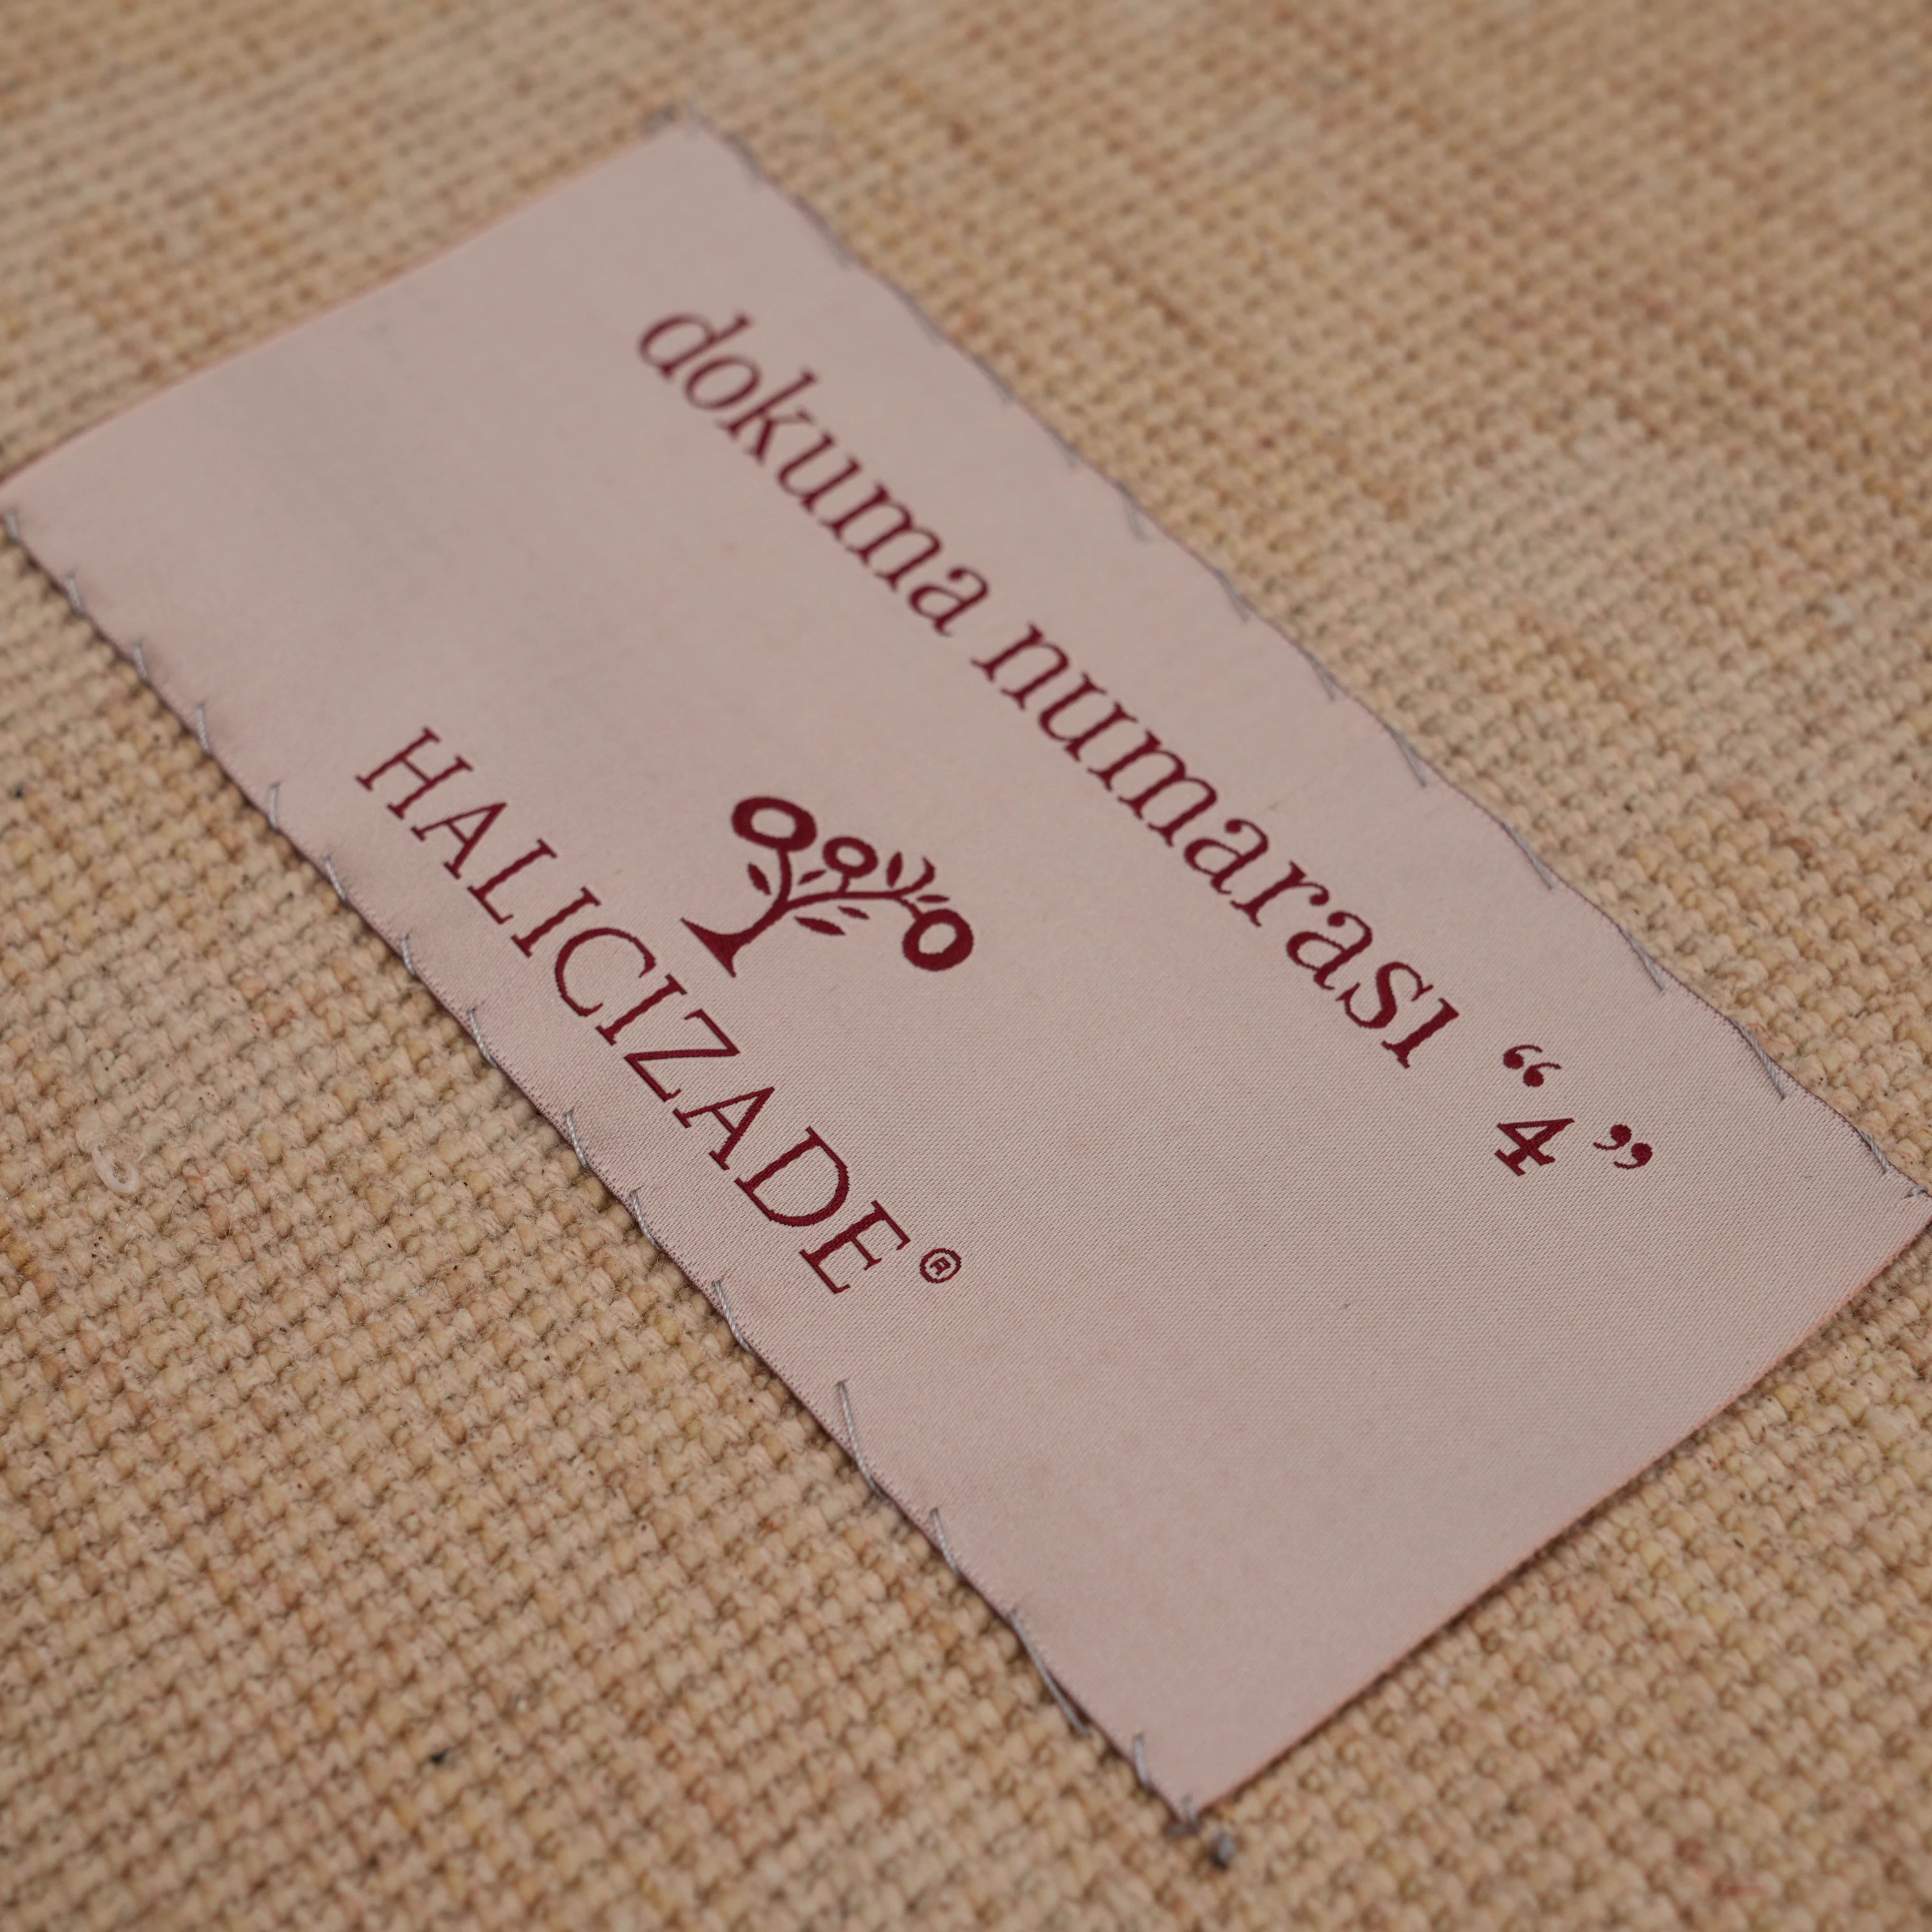 dokuma numarası “4”
HALICIZADE®